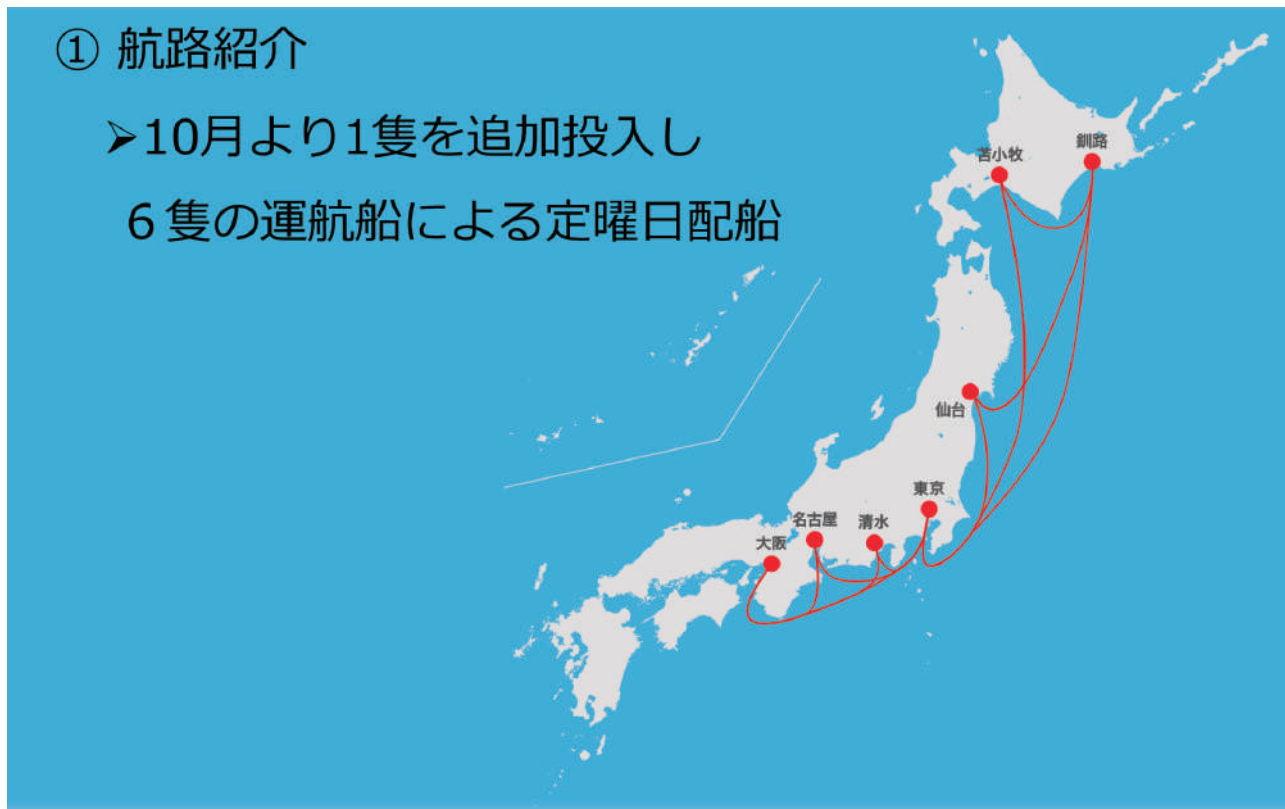 ① 航路紹介
➢10月より1隻を追加投入し
６隻の運航船による定曜日配船
釧路
苫小牧
仙台
東京
名古屋
清水
大阪